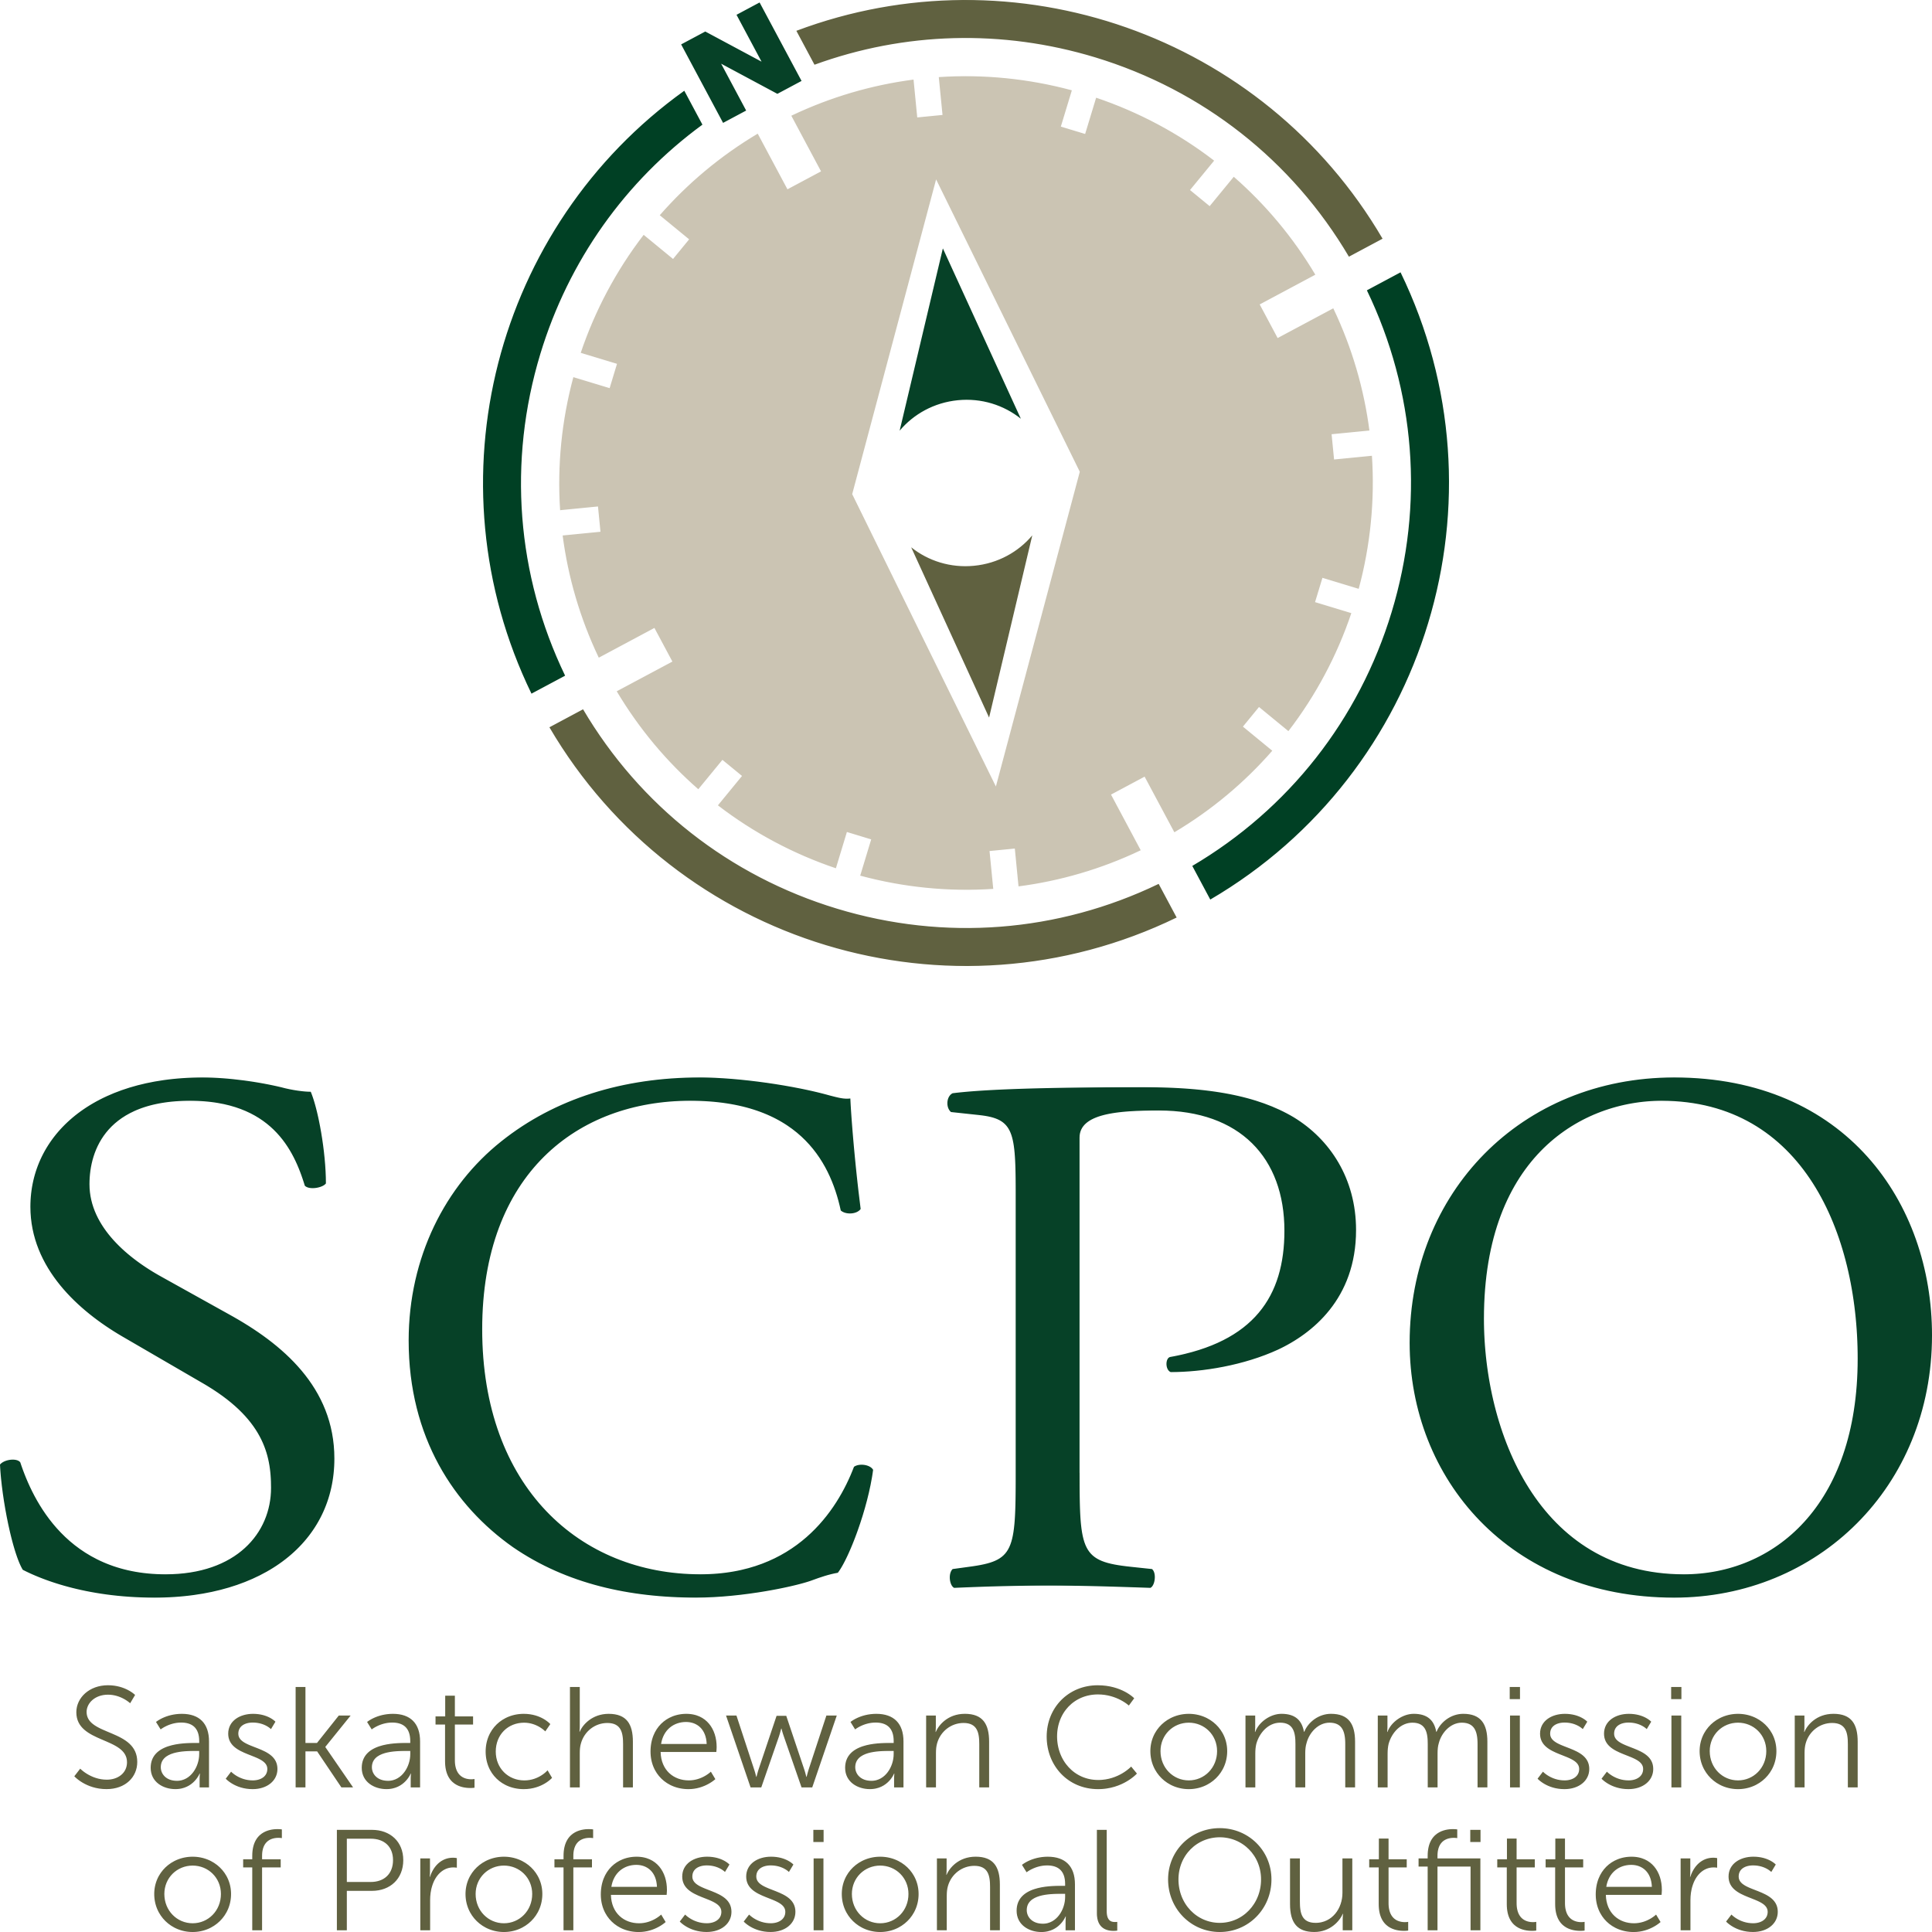 N
SCPO
Saskatchewan Commission
of Professional Outfitters